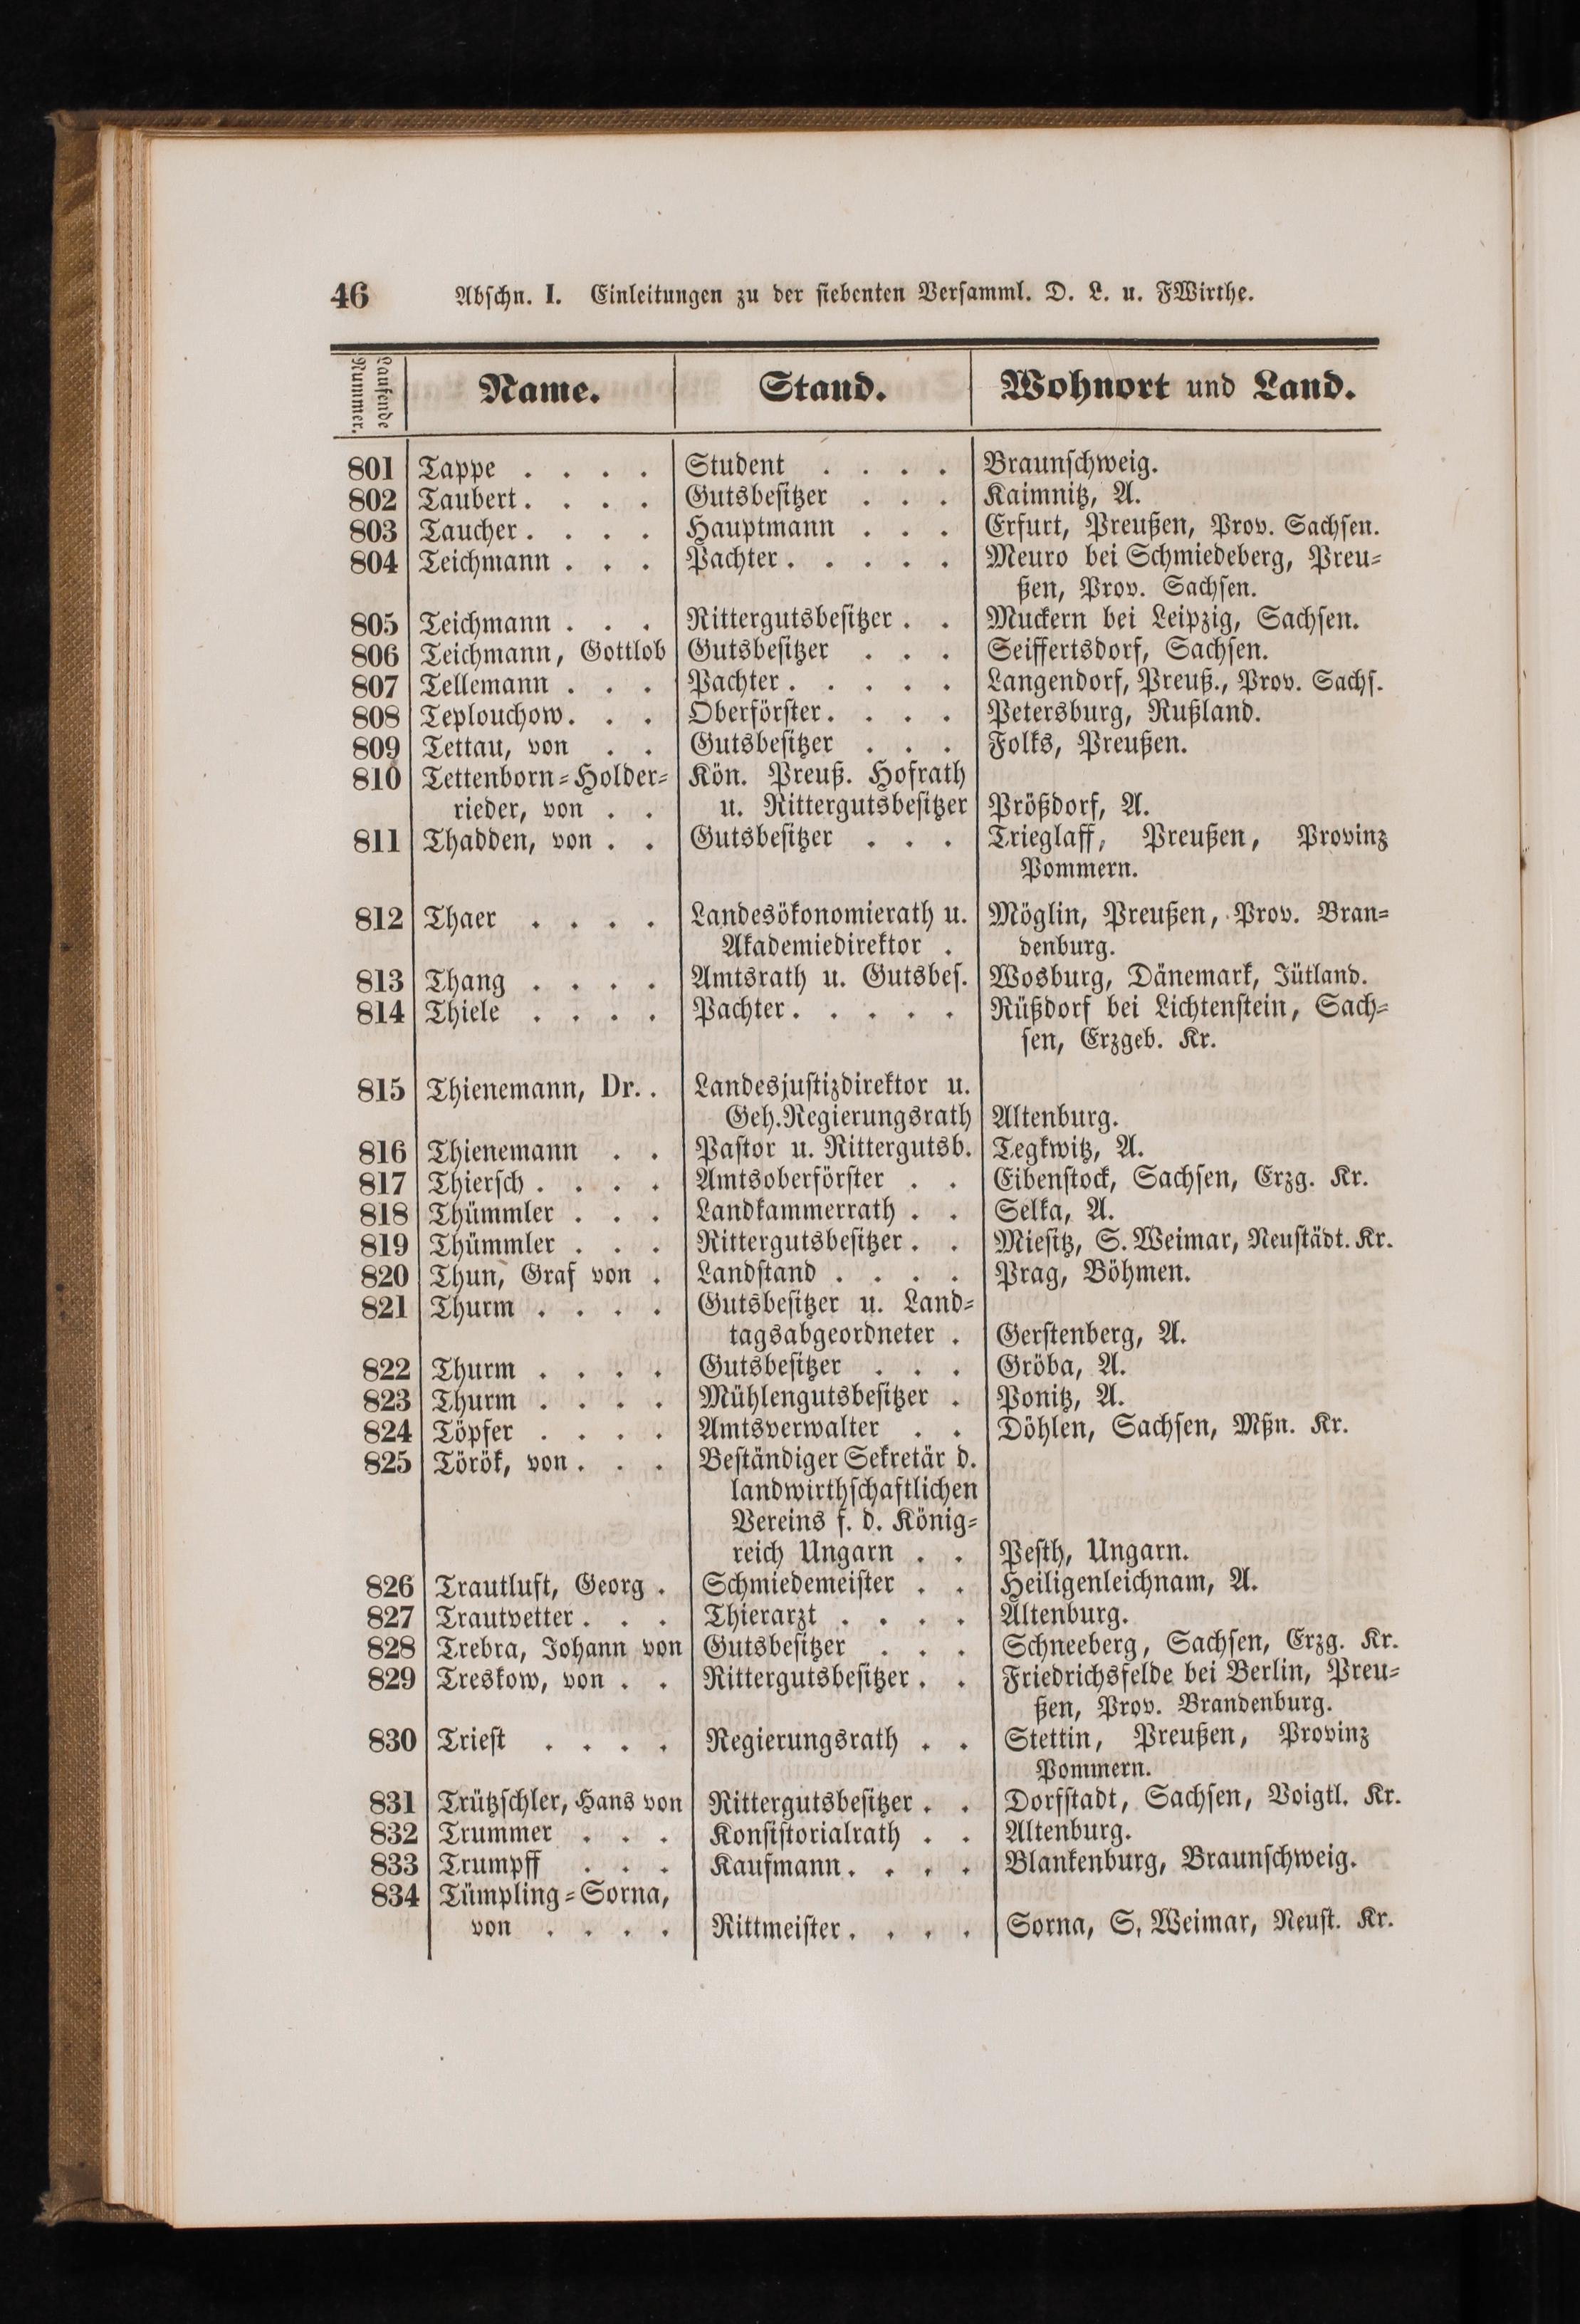 46 Abschn. I. Einleitungen zu der siebenten Versamml. D. L. u. FWirthe.
Laufende Nummer. Name. Stand. Wohnort und Land.
801 Tappe . . . . Student . . . . Braunschweig.
802 Taubert. . . . Gutsbesitzer . . . Kaimnitz, A.
803 Taucher. . . . Hauptmann . . . Erfurt, Preußen, Prov. Sachsen.
804 Teichmann . . . Pachter. . . . . Meuro bei Schmiedeberg, Preu-
ßen, Prov. Sachsen.
805 Teichmann . . . Rittergutsbesitzer . . Muckern bei Leipzig, Sachsen.
806 Teichmann, Gottlob Gutsbesitzer . . . Seiffertsdorf, Sachsen.
807 Tellemann . . . Pachter. . . . . Langendorf, Preuß., Prov. Sachs.
808 Teplouchow. . . Oberförster. . . . Petersburg, Rußland.
809 Tettau, von . . Gutsbesitzer . . . Folks, Preußen.
810 Tettenborn-Holder- Kön. Preuß. Hofrath
rieder, von . . u. Rittergutsbesitzer Prößdorf, A.
811 Thadden, von . . Gutsbesitzer . . . Trieglaff, Preußen, Provinz
Pommern.
812 Thaer . . . . Landesökonomierath u. Möglin, Preußen, Prov. Bran-
Akademiedirektor . denburg.
813 Thang . . . . Amtsrath u. Gutsbes. Wosburg, Dänemark, Jütland.
814 Thiele . . . . Pachter. . . . . Rüßdorf bei Lichtenstein, Sach-
sen, Erzgeb. Kr.
815 Thienemann, Dr. . Landesjustizdirektor u.
Geh. Regierungsrath Altenburg.
816 Thienemann . . Pastor u. Rittergutsb. Tegkwitz, A.
817 Thiersch . . . . Amtsoberförster . . Eibenstock, Sachsen, Erzg. Kr.
818 Thümmler . . . Landkammerrath . . Selka, A.
819 Thümmler . . . Rittergutsbesitzer . . Miesitz, S. Weimar, Neustädt. Kr.
820 Thun, Graf von . Landstand . . . . Prag, Böhmen.
821 Thurm . . . . Gutsbesitzer u. Land-
tagsabgeordneter . Gerstenberg, A.
822 Thurm . . . . Gutsbesitzer . . . Gröba, A.
823 Thurm . . . . Mühlengutsbesitzer . Ponitz, A.
824 Töpfer . . . . Amtsverwalter . . Döhlen, Sachsen, Mßn. Kr.
825 Török, von . . . Beständiger Sekretär d.
landwirthschaftlichen
Vereins f. d. König-
reich Ungarn . . Pesth, Ungarn.
826 Trautluft, Georg . Schmiedemeister . . Heiligenleichnam, A.
827 Trautvetter . . . Thierarzt . . . . Altenburg.
828 Trebra, Johann von Gutsbesitzer . . . Schneeberg, Sachsen, Erzg. Kr.
829 Treskow, von . . Rittergutsbesitzer . . Friedrichsfelde bei Berlin, Preu-
ßen, Prov. Brandenburg.
830 Triest . . . . Regierungsrath . . Stettin, Preußen, Provinz
Pommern.
831 Trützschler, Hans von Rittergutsbesitzer . . Dorfstadt, Sachsen, Voigtl. Kr.
832 Trummer . . . Konsistorialrath . . Altenburg.
833 Trumpff . . . Kaufmann. . . . Blankenburg, Braunschweig.
834 Tümpling-Sorna,
von . . . . Rittmeister. . . . Sorna, S. Weimar, Neust. Kr.